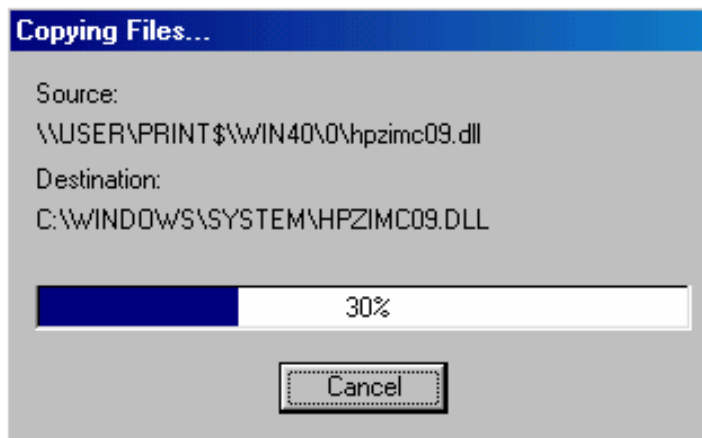 Copying Files...
Source:
\\USER\PRINT$\WIN40\0\hpzimc09.dll
Destination:
C:\WINDOWS\SYSTEM\HPZIMC09.DLL
30%
Cancel